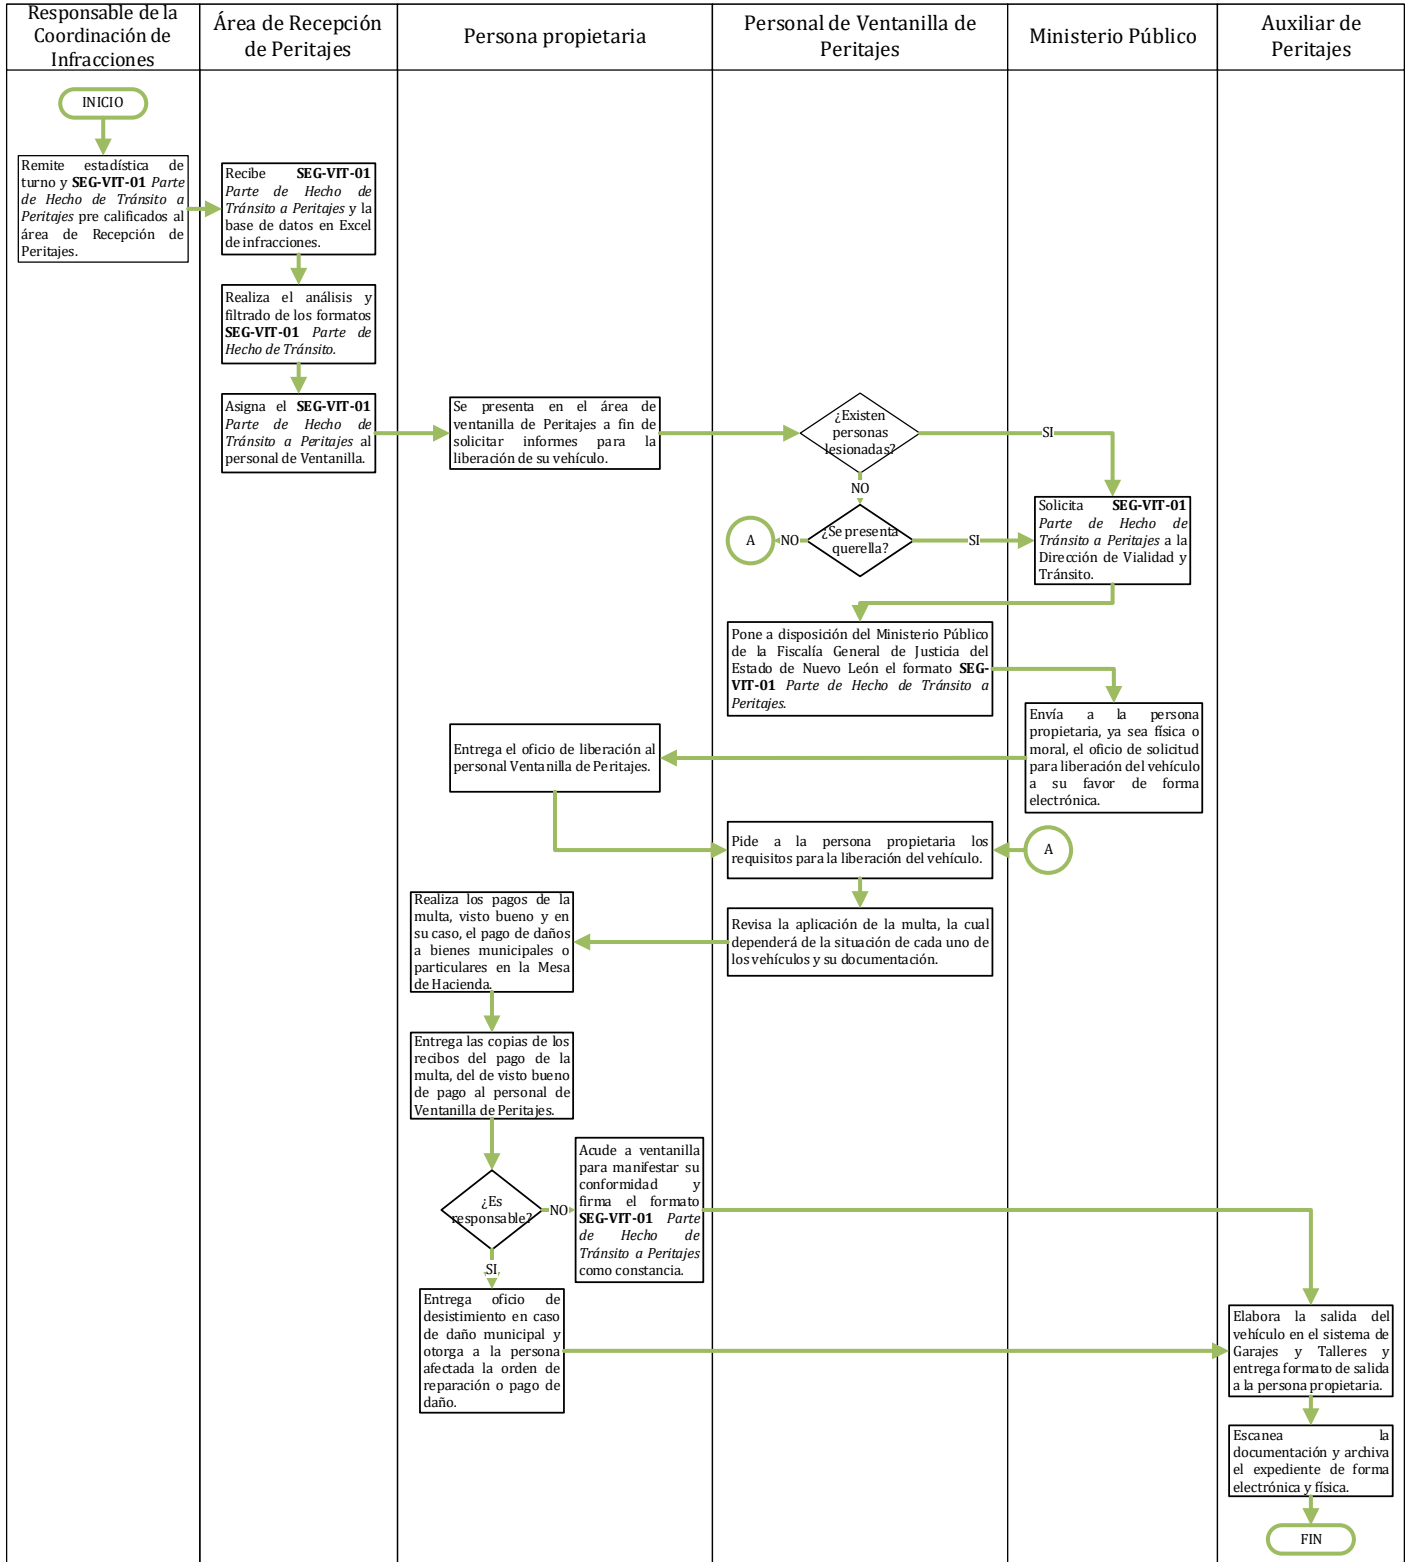 Responsable de la
Coordinación de
Infracciones
Área de Recepción
de Peritajes
Persona propietaria
Personal de Ventanilla de
Peritajes
Ministerio Público
Auxiliar de
Peritajes
INICIO
Remite estadística de
turno y SEG-VIT-01 Parte
de Hecho de Tránsito a
Peritajes pre calificados al
área de Recepción de
Peritajes.
Recibe SEG-VIT-01
Parte de Hecho de
Tránsito a Peritajes y la
base de datos en Excel
de infracciones.
Realiza el análisis y
filtrado de los formatos
SEG-VIT-01 Parte de
Hecho de Tránsito.
Asigna el SEG-VIT-01
Parte de Hecho de
Tránsito a Peritajes al
personal de Ventanilla.
Se presenta en el área de
ventanilla de Peritajes a fin de
solicitar informes para la
liberación de su vehículo.
¿Existen
personas
lesionadas?
SI
NO
¿Se presenta
querella?
NO
A
SI
Solicita SEG-VIT-01
Parte de Hecho de
Tránsito a Peritajes a la
Dirección de Vialidad y
Tránsito.
Pone a disposición del Ministerio Público
de la Fiscalía General de Justicia del
Estado de Nuevo León el formato SEG-
VIT-01 Parte de Hecho de Tránsito a
Peritajes.
Envía a la persona
propietaria, ya sea física o
moral, el oficio de solicitud
para liberación del vehículo
a su favor de forma
electrónica.
Entrega el oficio de liberación al
personal Ventanilla de Peritajes.
Pide a la persona propietaria los
requisitos para la liberación del vehículo.
A
Revisa la aplicación de la multa, la cual
dependerá de la situación de cada uno de
los vehículos y su documentación.
Realiza los pagos de la
multa, visto bueno y en
su caso, el pago de daños
a bienes municipales o
particulares en la Mesa
de Hacienda.
Entrega las copias de los
recibos del pago de la
multa, del de visto bueno
de pago al personal de
Ventanilla de Peritajes.
¿Es
responsable?
NO
Acude a ventanilla
para manifestar su
conformidad y
firma el formato
SEG-VIT-01 Parte
de Hecho de
Tránsito a Peritajes
como constancia.
SI
Entrega oficio de
desistimiento en caso
de daño municipal y
otorga a la persona
afectada la orden de
reparación o pago de
daño.
Elabora la salida del
vehículo en el sistema de
Garajes y Talleres y
entrega formato de salida
a la persona propietaria.
Escanea la
documentación y archiva
el expediente de forma
electrónica y física.
FIN